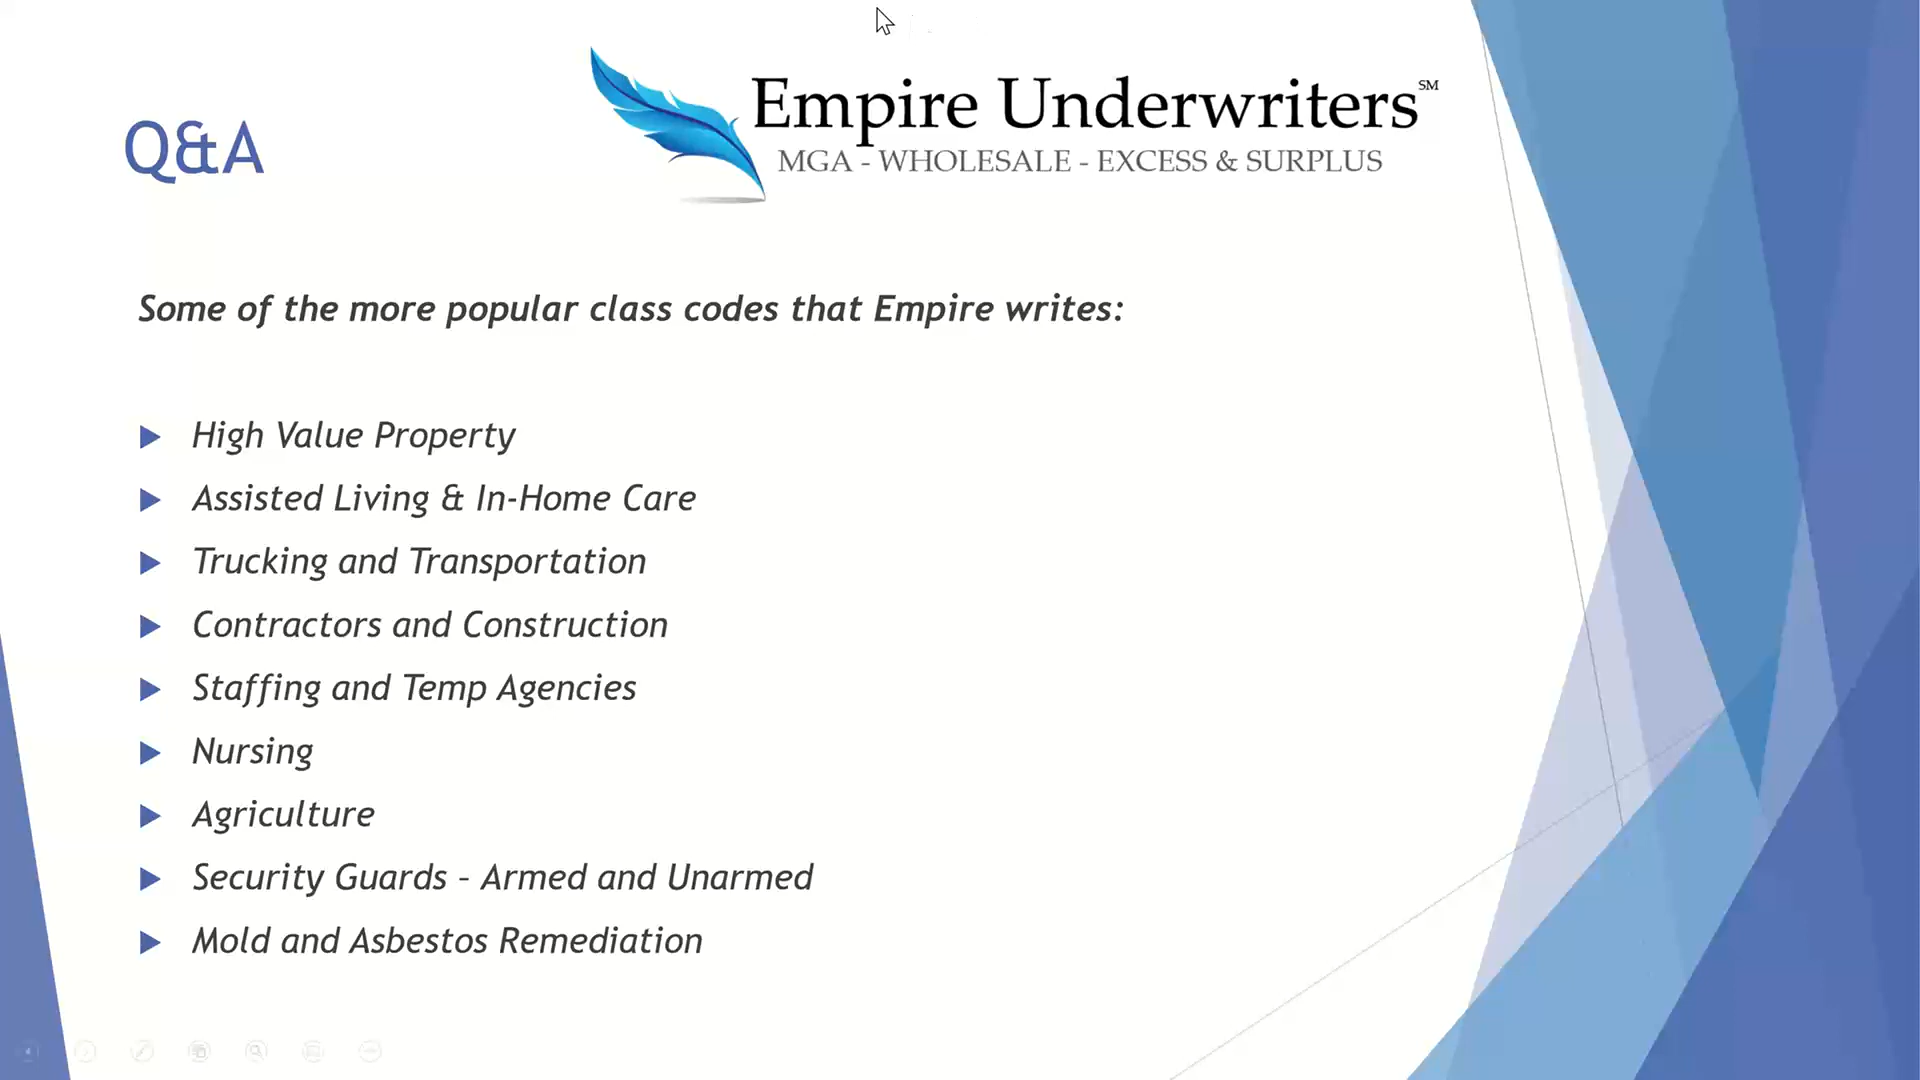 Empire Underwriters℠
MGA - WHOLESALE - EXCESS & SURPLUS
Q&A
Some of the more popular class codes that Empire writes:
High Value Property
Assisted Living & In-Home Care
Trucking and Transportation
Contractors and Construction
Staffing and Temp Agencies
Nursing
Agriculture
Security Guards – Armed and Unarmed
Mold and Asbestos Remediation